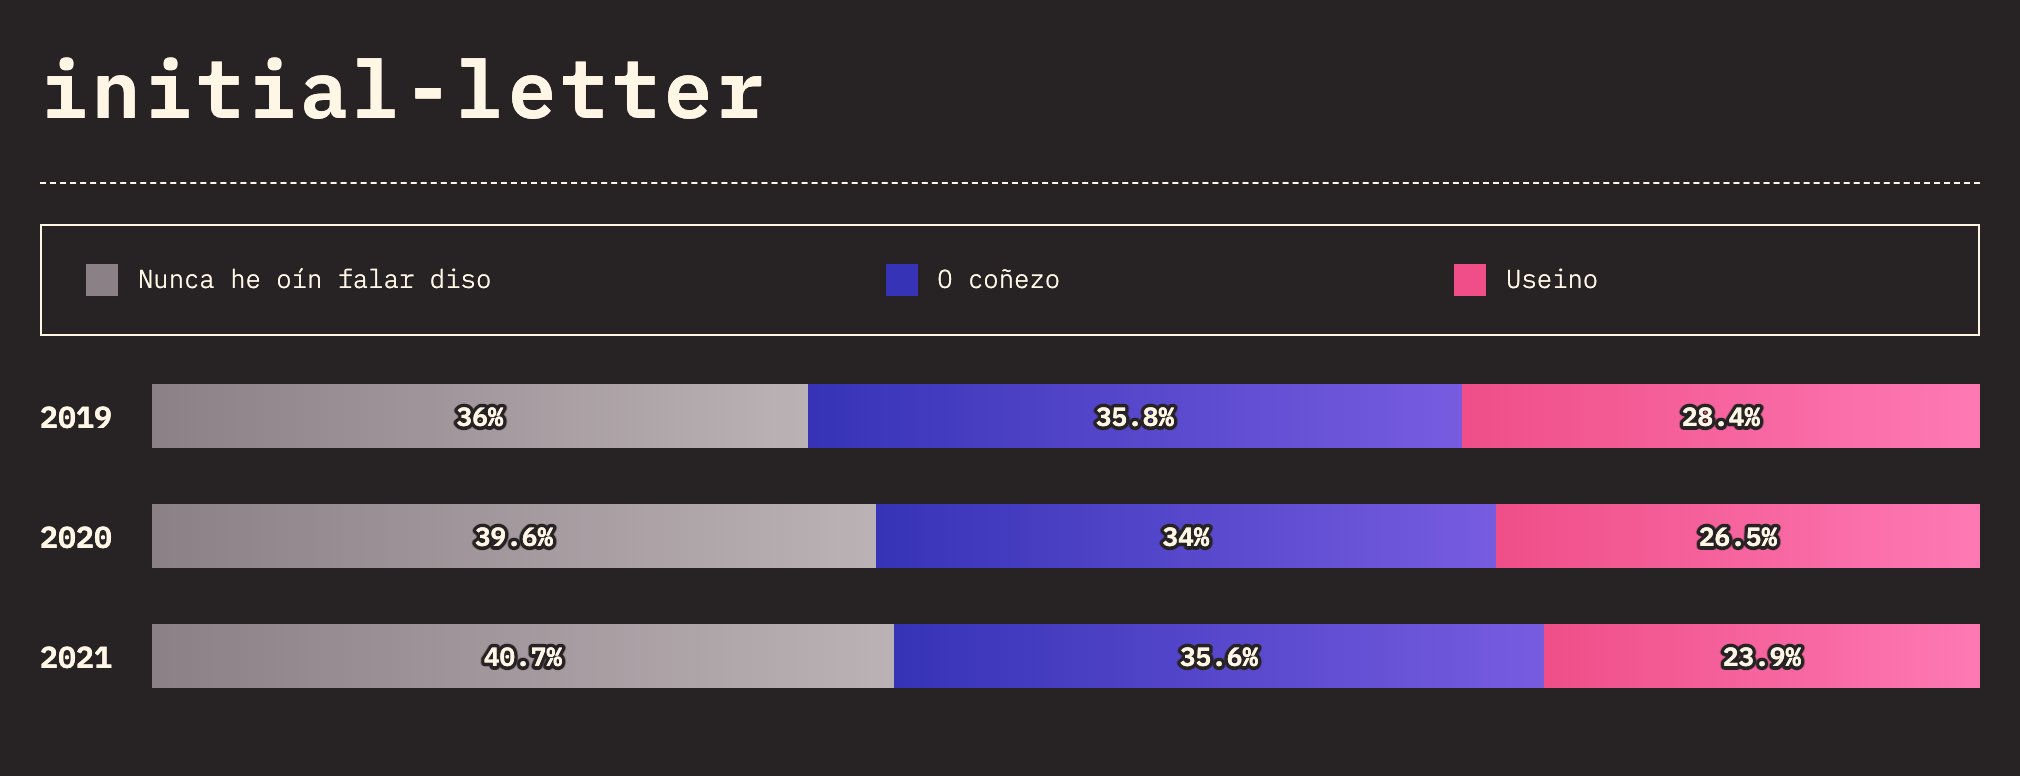 initial-letter
Nunca he oín falar diso O coñezo Useino
2019 36% 35.8% 28.4%
2020 39.6% 34% 26.5%
2021 40.7% 35.6% 23.9%